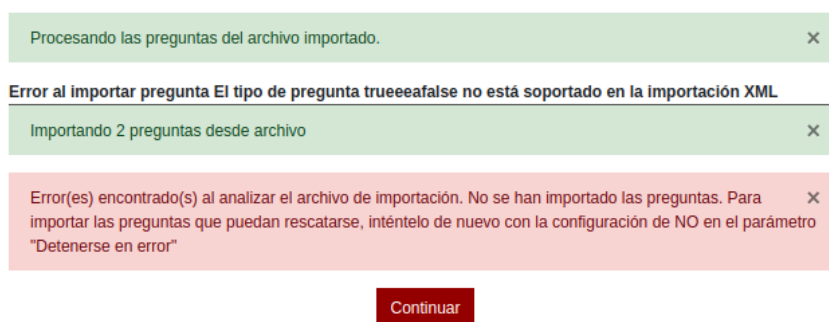 Procesando las preguntas del archivo importado.
×
Error al importar pregunta El tipo de pregunta trueeeafalse no está soportado en la importación XML
Importando 2 preguntas desde archivo
×
Error(es) encontrado(s) al analizar el archivo de importación. No se han importado las preguntas. Para
×
importar las preguntas que puedan rescatarse, inténtelo de nuevo con la configuración de NO en el parámetro
"Detenerse en error"
Continuar